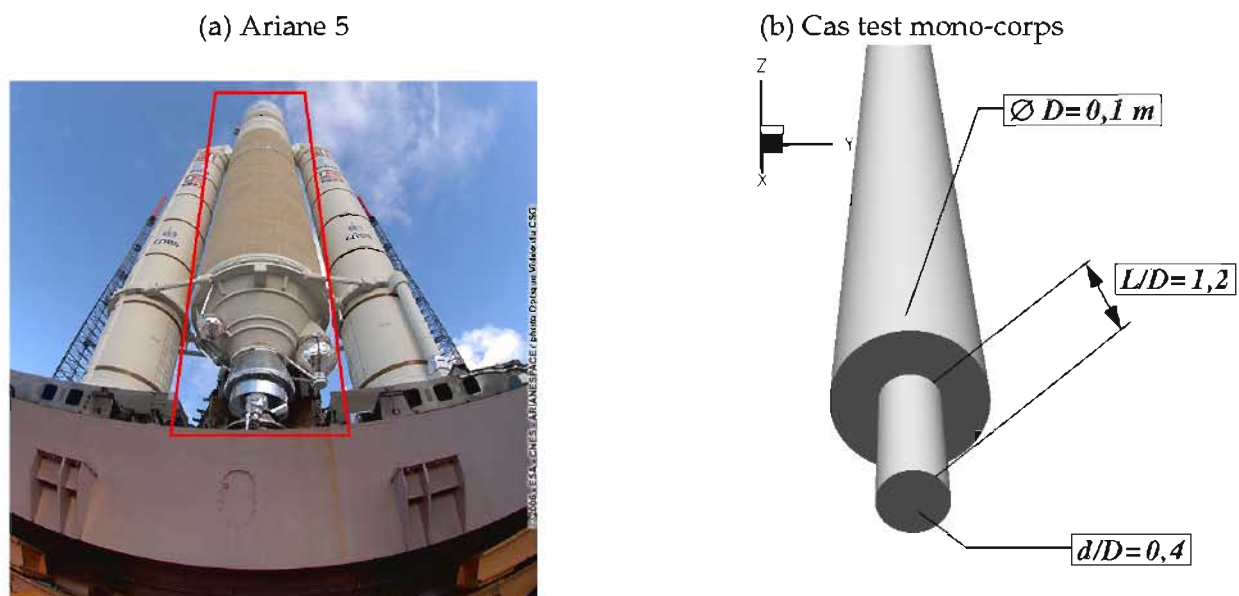 (a) Ariane 5
(b) Cas test mono-corps
Z
Y
X
Ø D=0,1 m
L/D=1,2
d/D=0,4